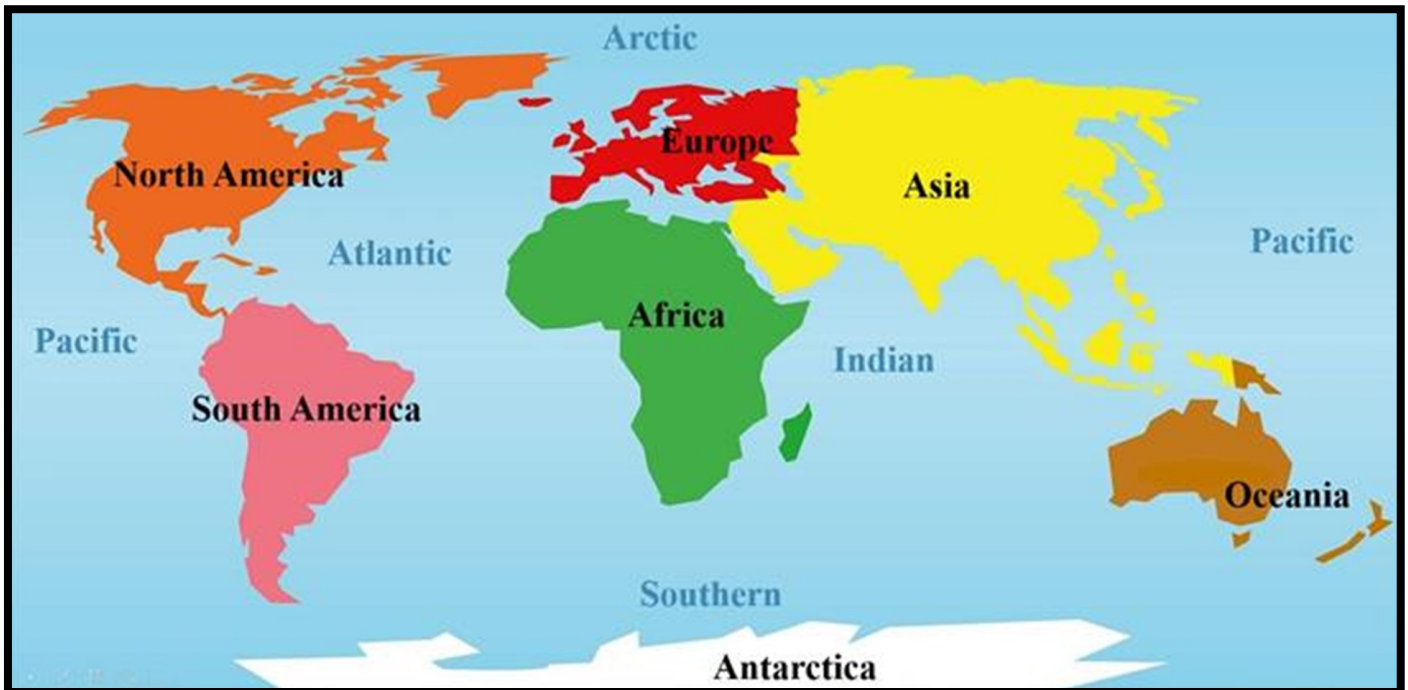 Arctic
Europe
North America
Asia
Pacific
Atlantic
Africa
Pacific
Indian
South America
Oceania
Southern
Antarctica